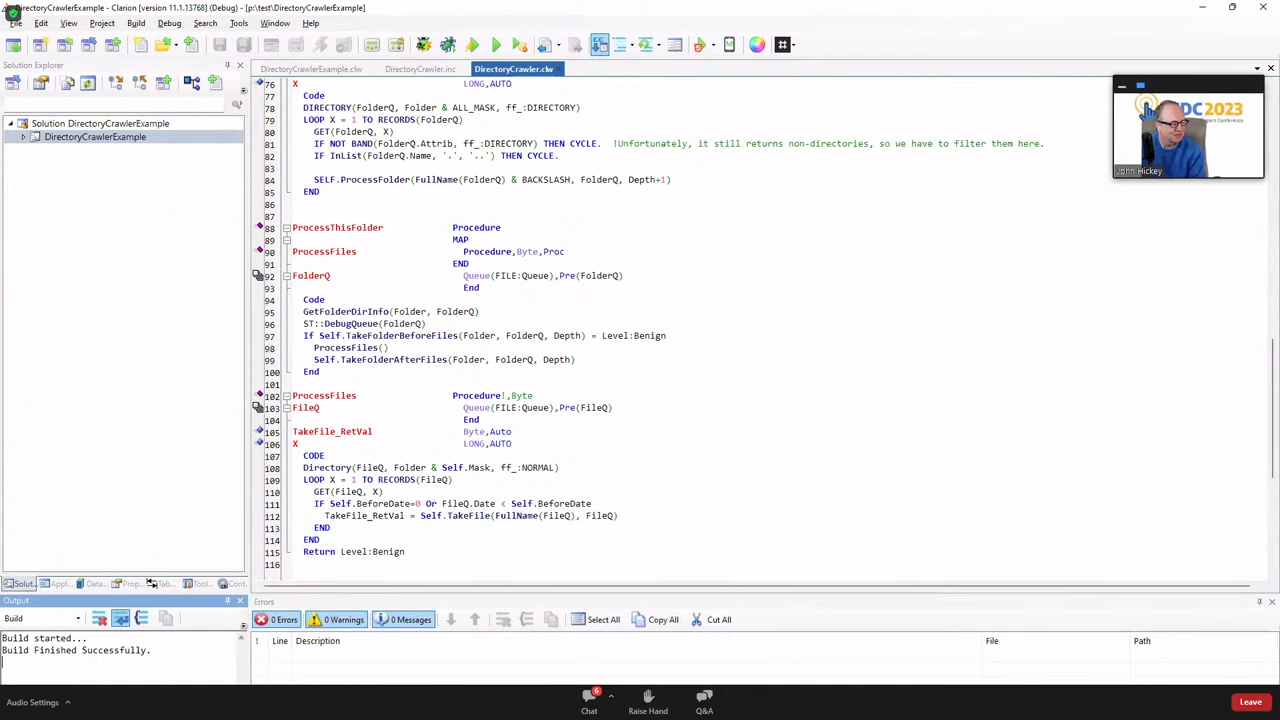 DirectoryCrawlerExample - Clarion (version 11.1.13768) (Debug) - [p:\test\DirectoryCrawlerExample]
File Edit View Project Build Debug Search Tools Window Help
Solution Explorer
Solution DirectoryCrawlerExample
DirectoryCrawlerExample
DirectoryCrawlerExample.clw DirectoryCrawler.inc DirectoryCrawler.clw
76 X LONG,AUTO
77 Code
78 DIRECTORY(FolderQ, Folder & ALL_MASK, ff_:DIRECTORY)
79 LOOP X = 1 TO RECORDS(FolderQ)
80 GET(FolderQ, X)
81 IF NOT BAND(FolderQ.Attrib, ff_:DIRECTORY) THEN CYCLE. !Unfortunately, it still returns non-directories, so we have to filter them here.
82 IF InList(FolderQ.Name, '.', '..') THEN CYCLE.
83
84 SELF.ProcessFolder(FullName(FolderQ) & BACKSLASH, FolderQ, Depth+1)
85 END
86
87
88 ProcessThisFolder Procedure
89 MAP
90 ProcessFiles Procedure,Byte,Proc
91 END
92 FolderQ Queue(FILE:Queue),Pre(FolderQ)
93 End
94 Code
95 GetFolderDirInfo(Folder, FolderQ)
96 ST::DebugQueue(FolderQ)
97 If Self.TakeFolderBeforeFiles(Folder, FolderQ, Depth) = Level:Benign
98 ProcessFiles()
99 Self.TakeFolderAfterFiles(Folder, FolderQ, Depth)
100 End
101
102 ProcessFiles Procedure!,Byte
103 FileQ Queue(FILE:Queue),Pre(FileQ)
104 End
105 TakeFile_RetVal Byte,Auto
106 X LONG,AUTO
107 CODE
108 Directory(FileQ, Folder & Self.Mask, ff_:NORMAL)
109 LOOP X = 1 TO RECORDS(FileQ)
110 GET(FileQ, X)
111 IF Self.BeforeDate=0 Or FileQ.Date < Self.BeforeDate
112 TakeFile_RetVal = Self.TakeFile(FullName(FileQ), FileQ)
113 END
114 END
115 Return Level:Benign
116
DC2023
John Hickey
Solut... Appl... Data... Prop... Tab... Tool... Cont...
Output
Build
Build started...
Build Finished Successfully.
Errors
0 Errors 0 Warnings 0 Messages Select All Copy All Cut All
! Line Description File Path
Audio Settings
6
Chat Raise Hand Q&A Leave